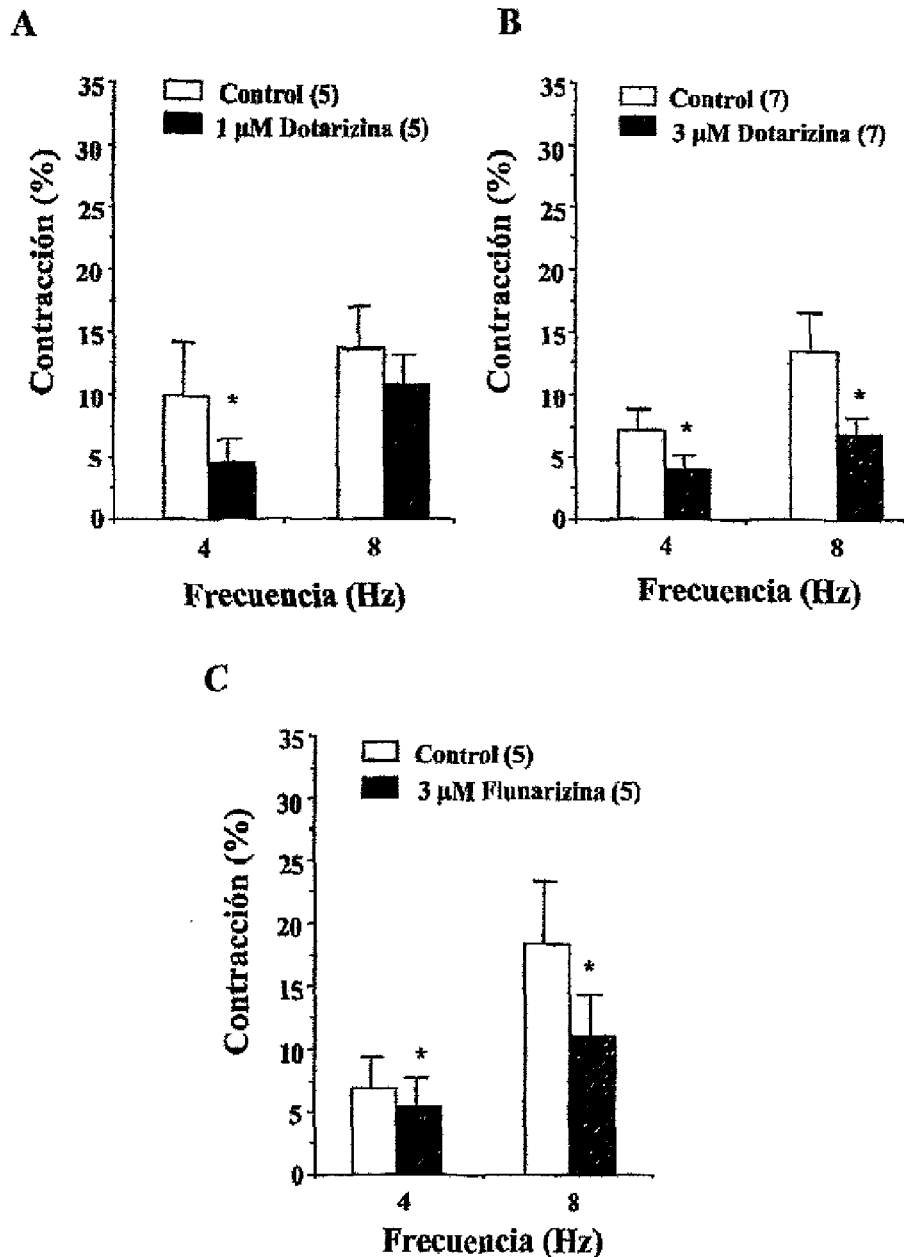 A
35
30
25
20
15
10
5
0
Contracción (%)
Control (5)
1 µM Dotarizina (5)
*
4
8
Frecuencia (Hz)
B
35
30
25
20
15
10
5
0
Contracción (%)
Control (7)
3 µM Dotarizina (7)
*
*
4
8
Frecuencia (Hz)
C
35
30
25
20
15
10
5
0
Contracción (%)
Control (5)
3 µM Flunarizina (5)
*
*
4
8
Frecuencia (Hz)